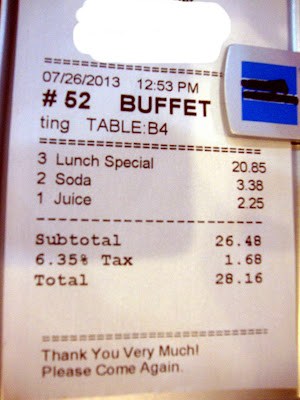 07/26/2013 12:53 PM
# 52 BUFFET
ting TABLE:B4
3 Lunch Special 20.85
2 Soda 3.38
1 Juice 2.25
Subtotal 26.48
6.35% Tax 1.68
Total 28.16
Thank You Very Much!
Please Come Again.